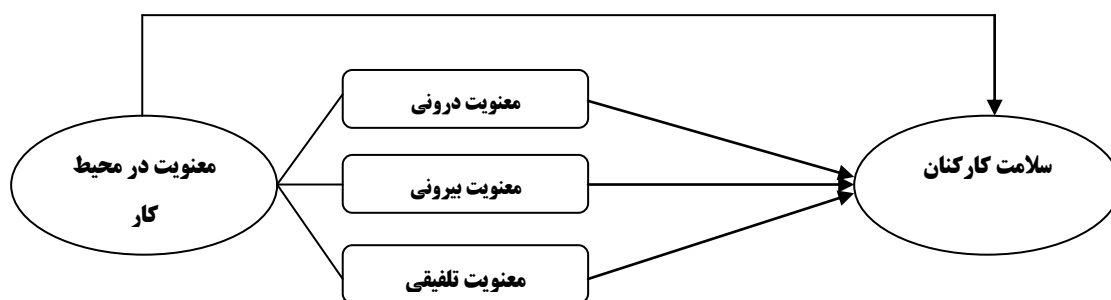 معنویت درونی
معنویت در محیط
کار
معنویت بیرونی
معنویت تلفیقی
سلامت کارکنان